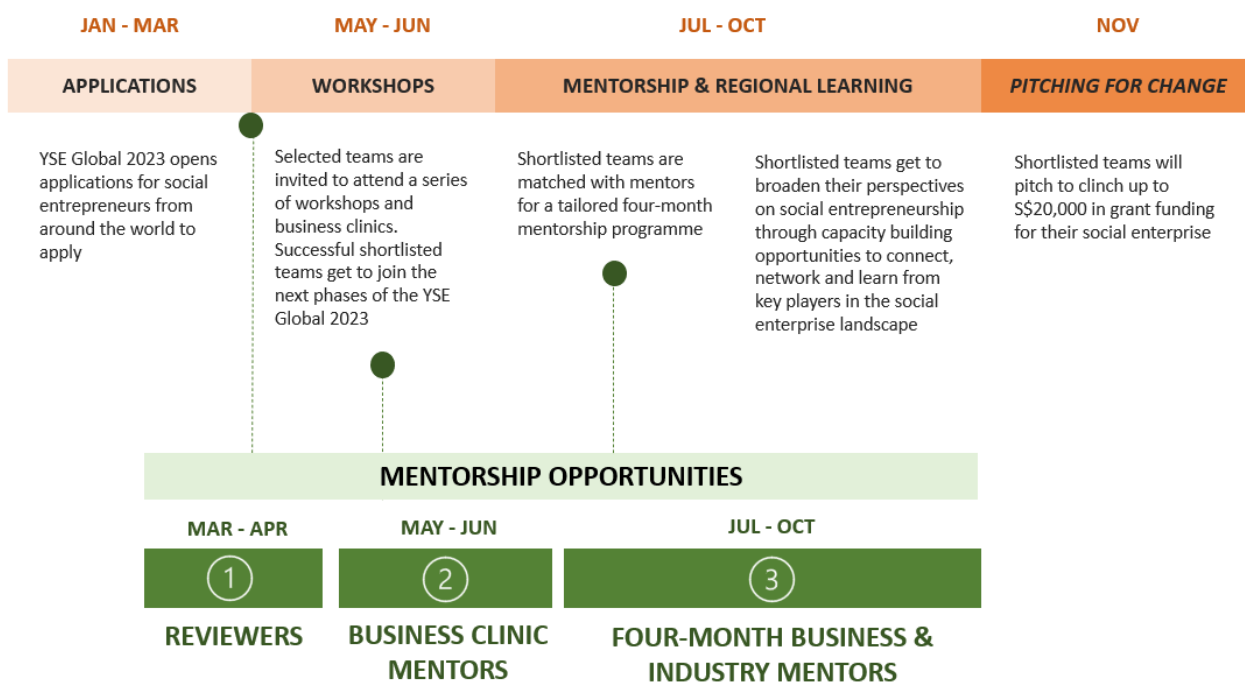 JAN - MAR
MAY - JUN
JUL - OCT
NOV
APPLICATIONS
WORKSHOPS
MENTORSHIP & REGIONAL LEARNING
PITCHING FOR CHANGE
YSE Global 2023 opens
applications for social
entrepreneurs from
around the world to
apply
Selected teams are
invited to attend a series
of workshops and
business clinics.
Successful shortlisted
teams get to join the
next phases of the YSE
Global 2023
Shortlisted teams are
matched with mentors
for a tailored four-month
mentorship programme
Shortlisted teams get to
broaden their perspectives
on social entrepreneurship
through capacity building
opportunities to connect,
network and learn from
key players in the social
enterprise landscape
Shortlisted teams will
pitch to clinch up to
S$20,000 in grant funding
for their social enterprise
MENTORSHIP OPPORTUNITIES
MAR - APR
MAY - JUN
JUL - OCT
1
2
3
REVIEWERS
BUSINESS CLINIC
MENTORS
FOUR-MONTH BUSINESS &
INDUSTRY MENTORS